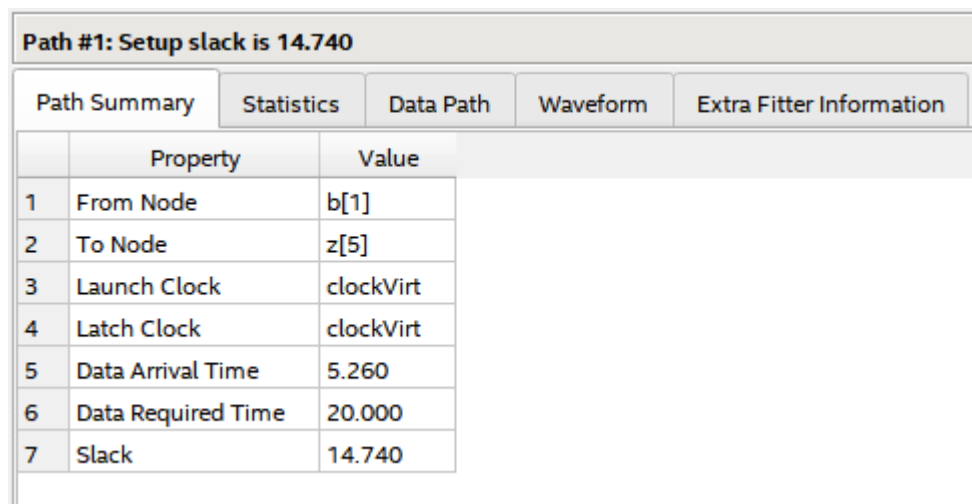 Path #1: Setup slack is 14.740
Path Summary Statistics Data Path Waveform Extra Fitter Information
Property Value
1 From Node b[1]
2 To Node z[5]
3 Launch Clock clockVirt
4 Latch Clock clockVirt
5 Data Arrival Time 5.260
6 Data Required Time 20.000
7 Slack 14.740